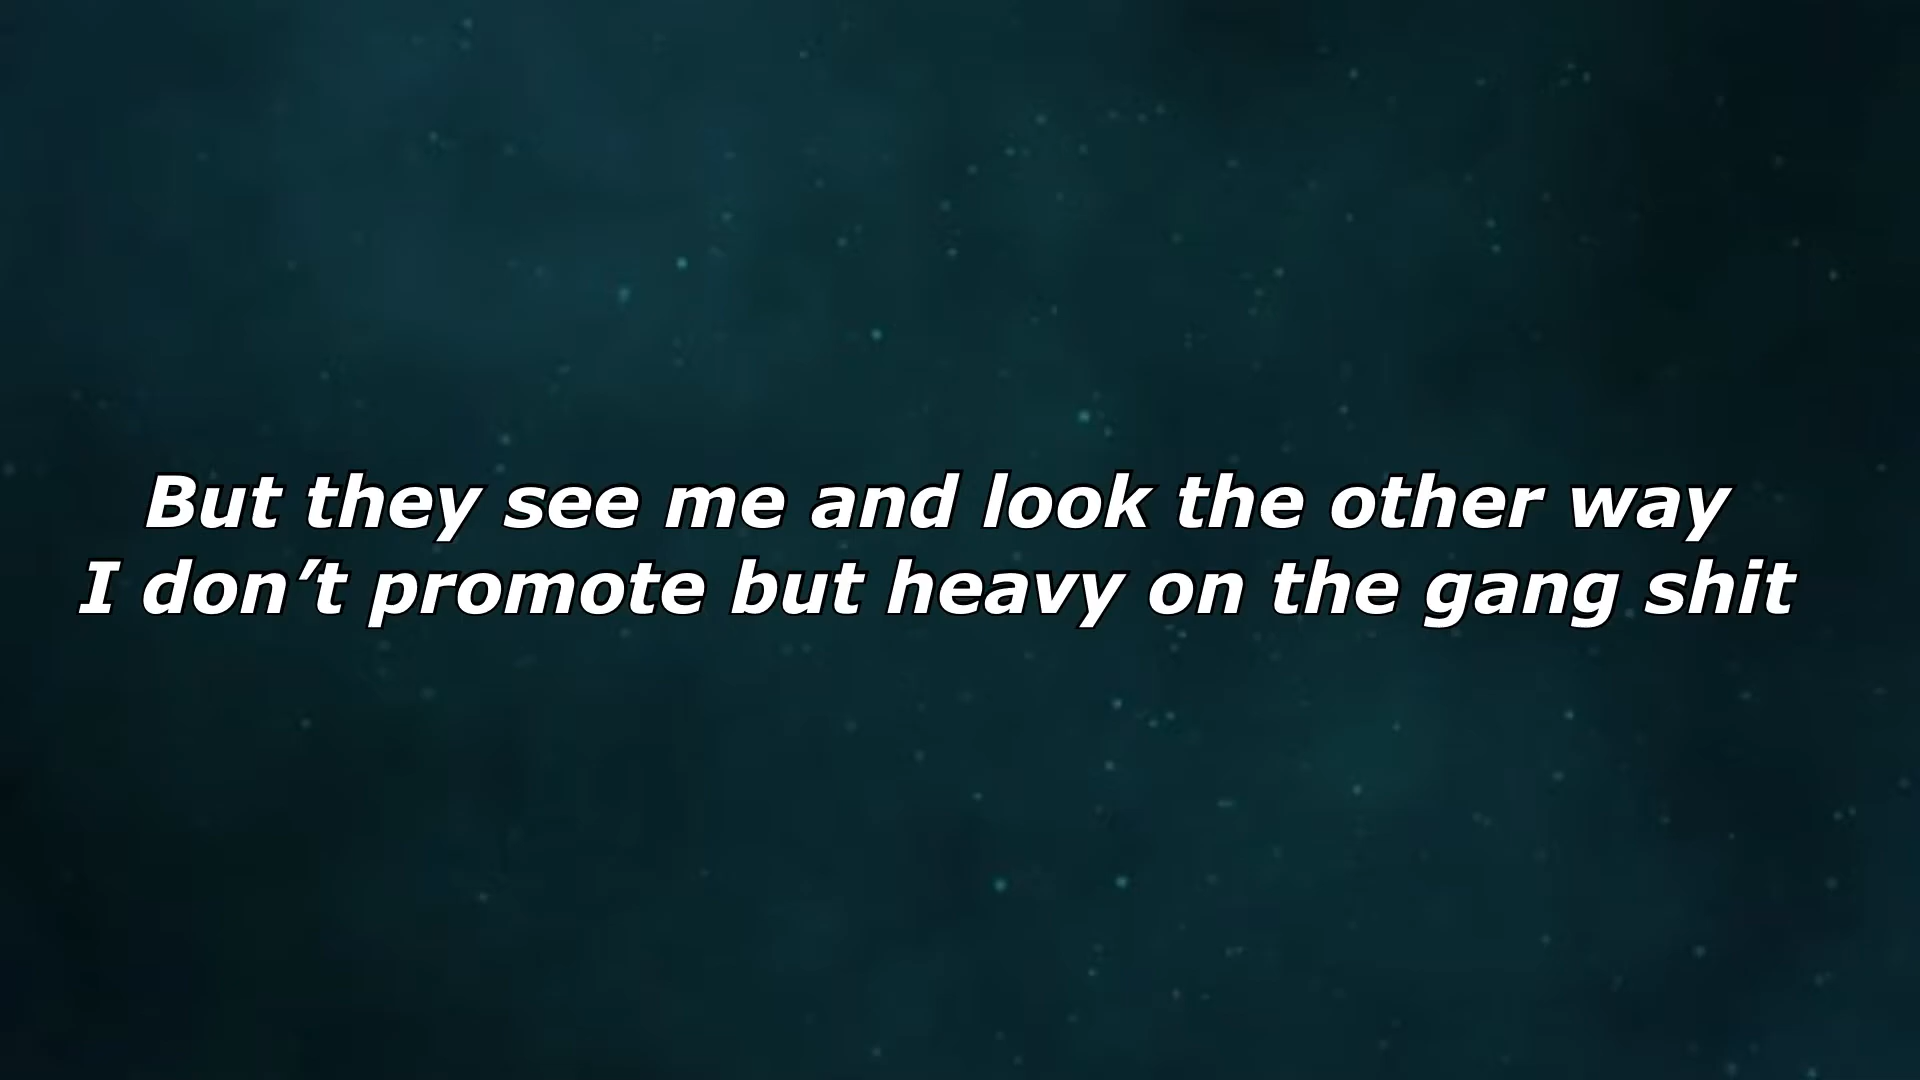 But they see me and look the other way
I don’t promote but heavy on the gang shit